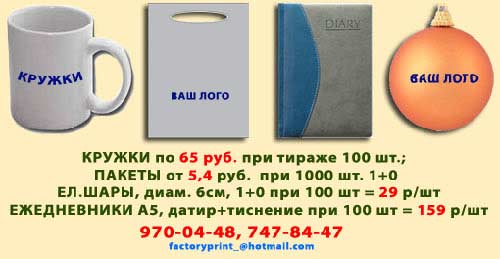 КРУЖКИ
ВАШ ЛОГО
DIARY
ВАШ ЛОГО
КРУЖКИ по 65 руб. при тираже 100 шт.;
ПАКЕТЫ от 5,4 руб. при 1000 шт. 1+0
ЕЛ.ШАРЫ, диам. 6см, 1+0 при 100 шт = 29 р/шт
ЕЖЕДНЕВНИКИ А5, датир+тиснение при 100 шт = 159 р/шт
970-04-48, 747-84-47
factoryprint_@hotmail.com